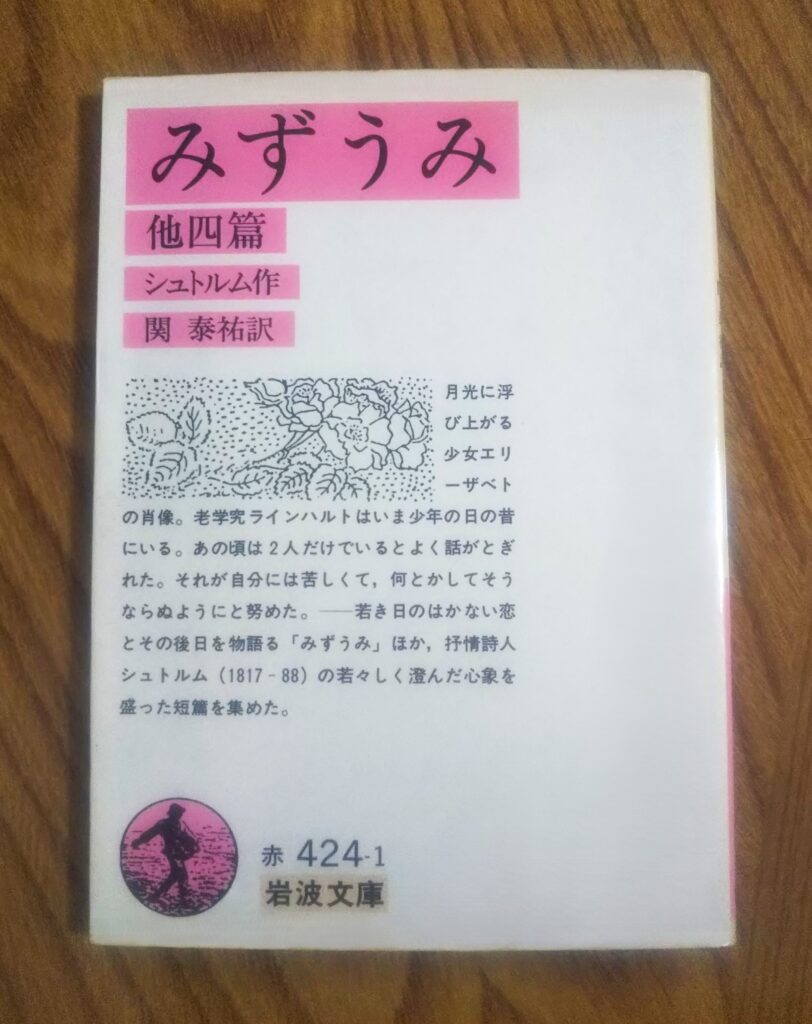 みずうみ
他四篇
シュトルム作
関 泰祐訳
月光に浮
び上がる
少女エリ
ーザベト
の肖像。老学究ラインハルトはいま少年の日の昔
にいる。あの頃は2人だけでいるとよく話がとぎ
れた。それが自分には苦しくて，何とかしてそう
ならぬようにと努めた。――若き日のはかない恋
とその後日を物語る「みずうみ」ほか，抒情詩人
シュトルム（1817‐88）の若々しく澄んだ心象を
盛った短篇を集めた。
赤 424-1
岩波文庫